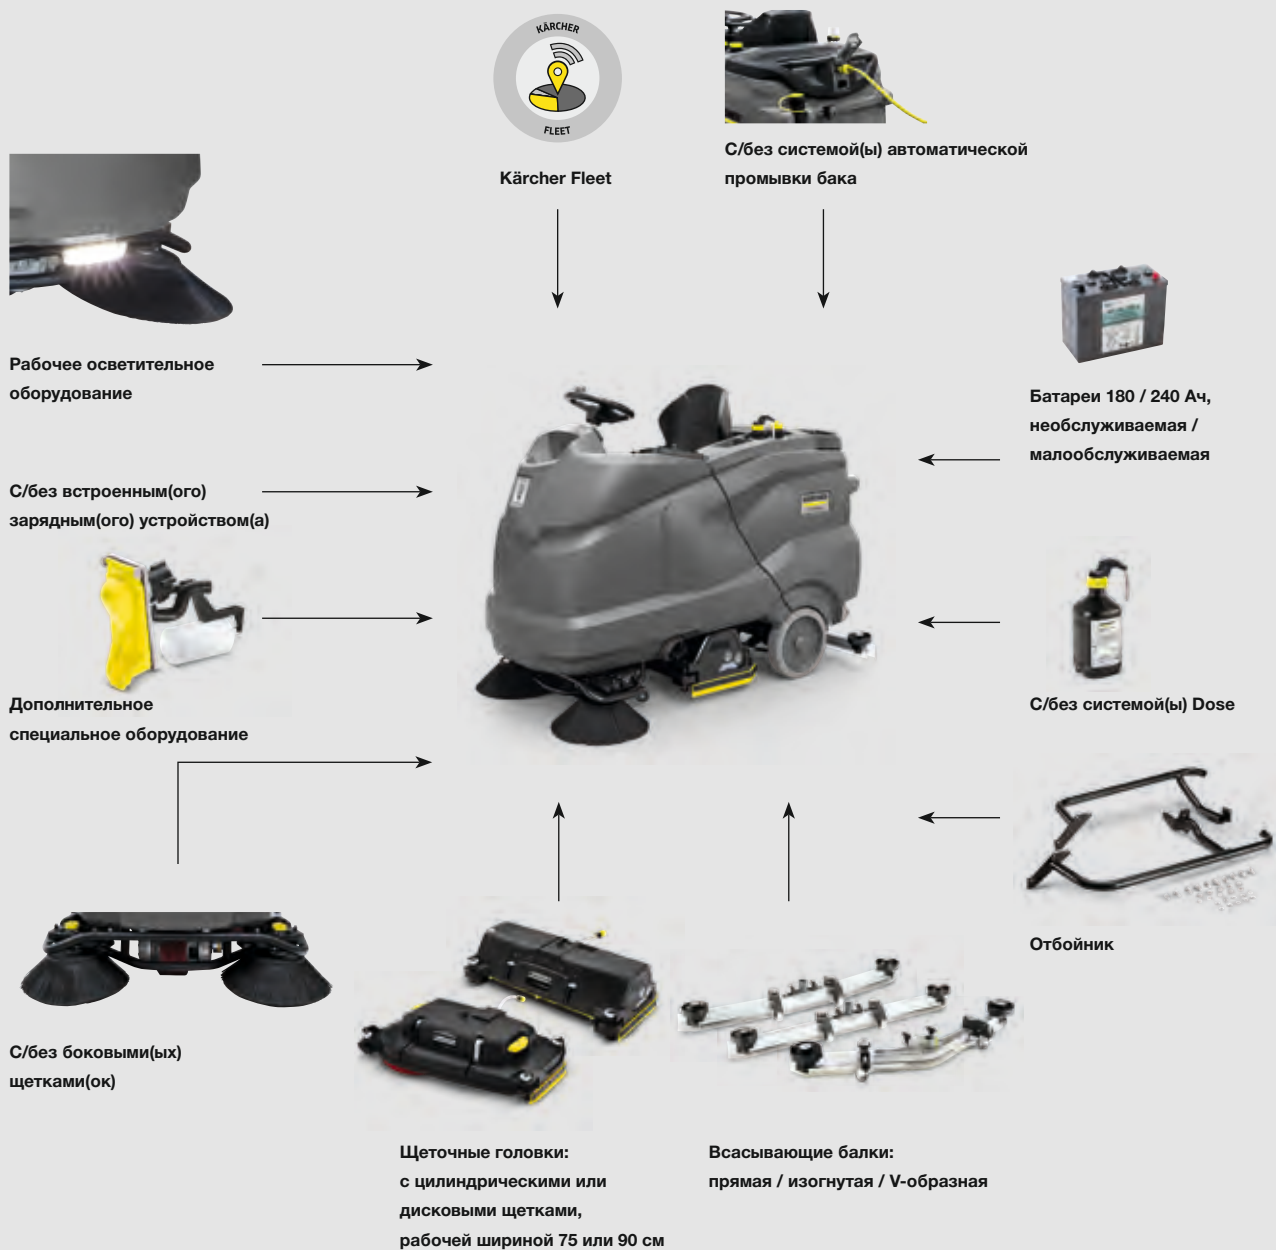 KÄRCHER
FLEET
Kärcher Fleet
С/без системой(ы) автоматической
промывки бака
Рабочее осветительное
оборудование
Батареи 180 / 240 Ач,
необслуживаемая /
малообслуживаемая
С/без встроенным(ого)
зарядным(ого) устройством(а)
Дополнительное
специальное оборудование
С/без системой(ы) Dose
Отбойник
С/без боковыми(ых)
щетками(ок)
Щеточные головки:
с цилиндрическими или
дисковыми щетками,
рабочей шириной 75 или 90 см
Всасывающие балки:
прямая / изогнутая / V-образная